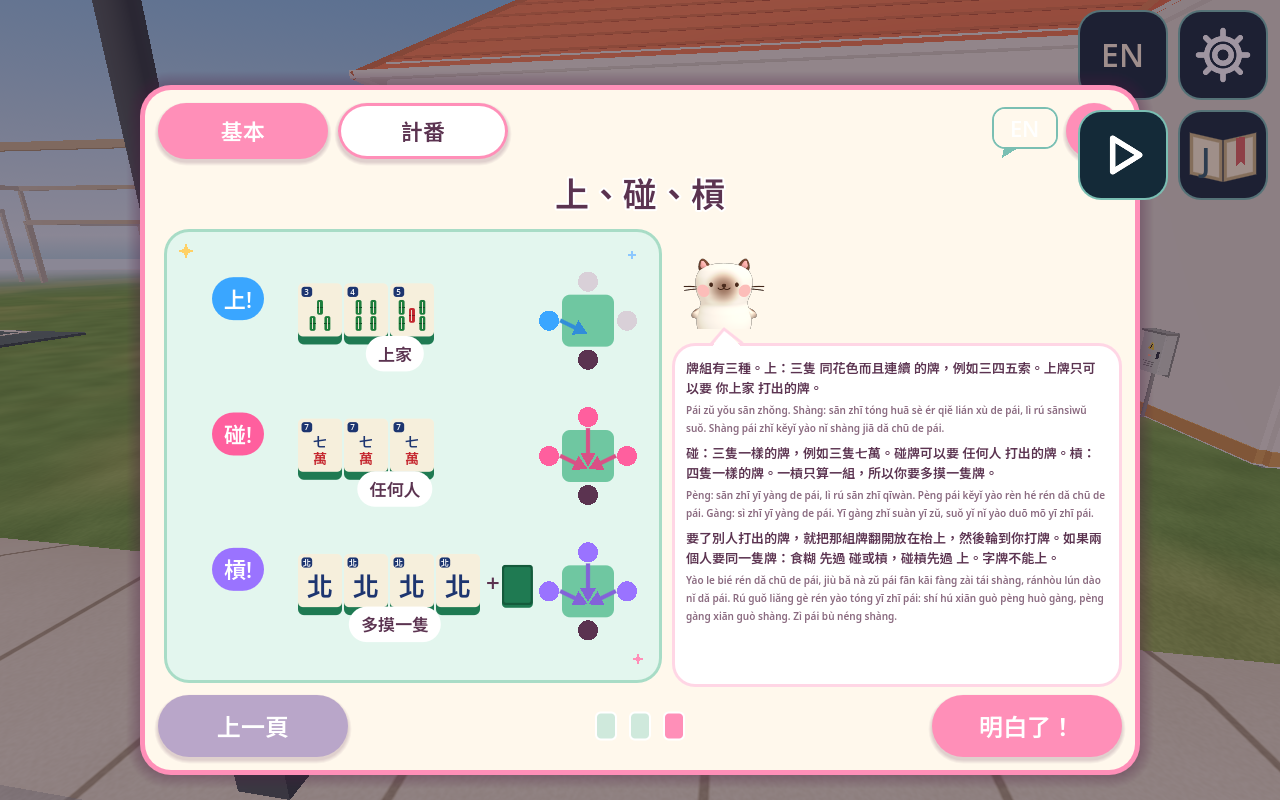 EN
基本
計番
EN
上、碰、槓
上!
3
4
5
上家
碰!
7
7
7
七
七
七
萬
萬
萬
任何人
槓!
北
北
北
北
北
北
北
北
+
多摸一隻
牌組有三種。上：三隻 同花色而且連續 的牌，例如三四五索。上牌只可
以要 你上家 打出的牌。
Pái zǔ yǒu sān zhǒng. Shàng: sān zhī tóng huā sè ér qiě lián xù de pái, lì rú sānsìwǔ
suǒ. Shàng pái zhǐ kěyǐ yào nǐ shàng jiā dǎ chū de pái.
碰：三隻一樣的牌，例如三隻七萬。碰牌可以要 任何人 打出的牌。槓：
四隻一樣的牌。一槓只算一組，所以你要多摸一隻牌。
Pèng: sān zhī yī yàng de pái, lì rú sān zhī qīwàn. Pèng pái kěyǐ yào rèn hé rén dǎ chū de
pái. Gàng: sì zhī yī yàng de pái. Yī gàng zhǐ suàn yī zǔ, suǒ yǐ nǐ yào duō mō yī zhī pái.
要了別人打出的牌，就把那組牌翻開放在枱上，然後輪到你打牌。如果兩
個人要同一隻牌：食糊 先過 碰或槓，碰槓先過 上。字牌不能上。
Yào le bié rén dǎ chū de pái, jiù bǎ nà zǔ pái fān kāi fàng zài tái shàng, ránhòu lún dào
nǐ dǎ pái. Rú guǒ liǎng gè rén yào tóng yī zhī pái: shí hú xiān guò pèng huò gàng, pèng
gàng xiān guò shàng. Zì pái bù néng shàng.
上一頁
明白了！